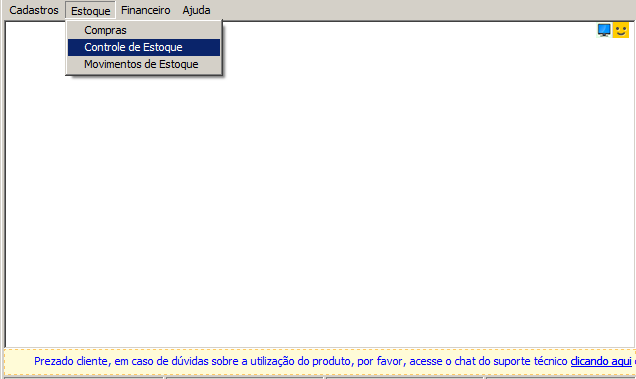 Cadastros Estoque Financeiro Ajuda
Compras
Controle de Estoque
Movimentos de Estoque
Prezado cliente, em caso de dúvidas sobre a utilização do produto, por favor, acesse o chat do suporte técnico clicando aqui